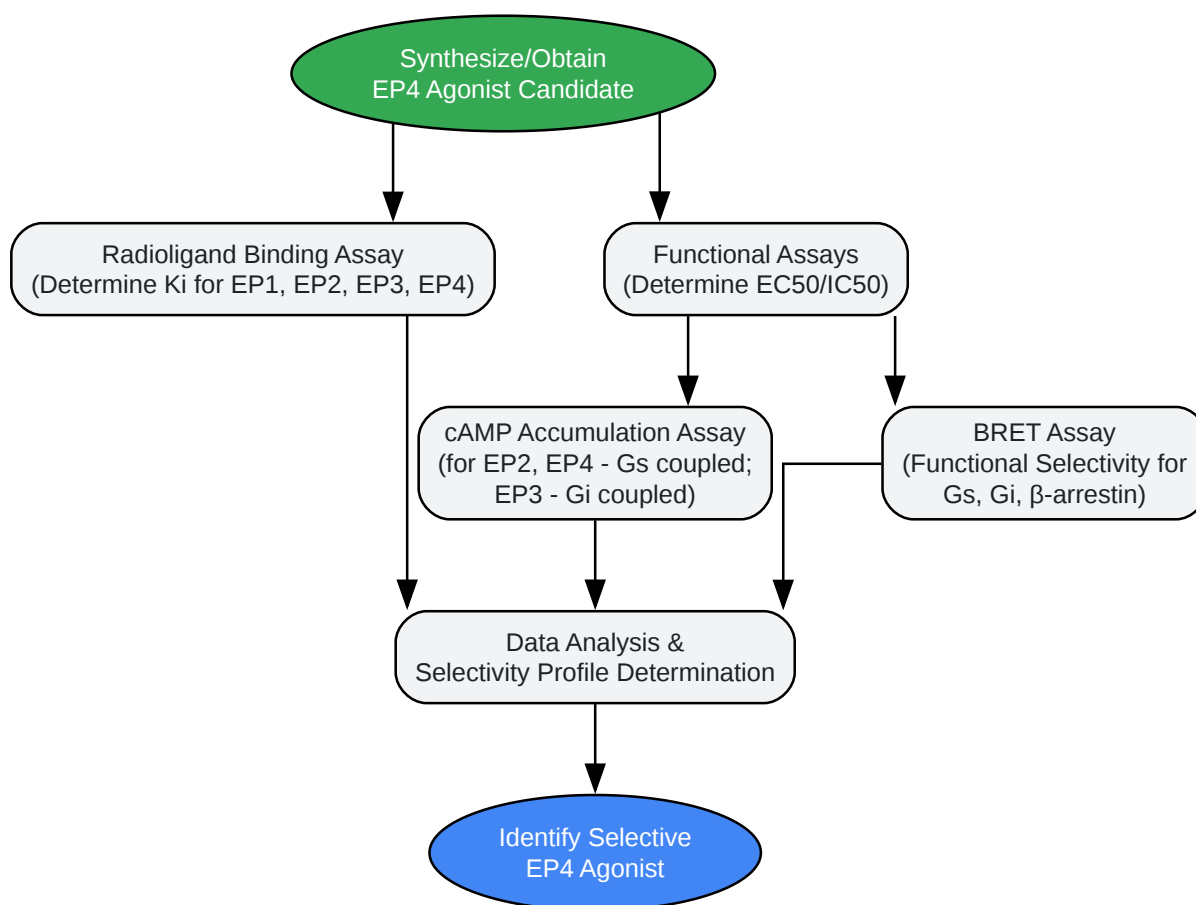 Synthesize/Obtain
EP4 Agonist Candidate
Radioligand Binding Assay
(Determine Ki for EP1, EP2, EP3, EP4)
Functional Assays
(Determine EC50/IC50)
cAMP Accumulation Assay
(for EP2, EP4 - Gs coupled;
EP3 - Gi coupled)
BRET Assay
(Functional Selectivity for
Gs, Gi, β-arrestin)
Data Analysis &
Selectivity Profile Determination
Identify Selective
EP4 Agonist